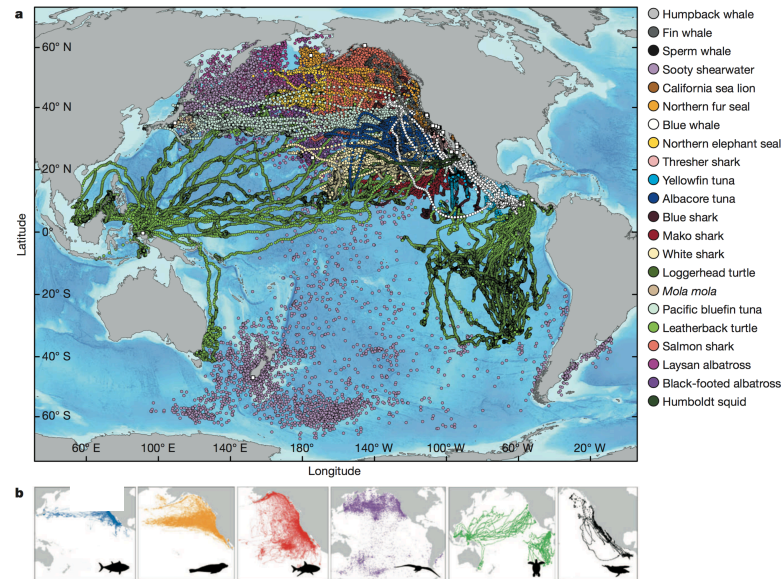 a
60° N
40° N
20° N
0°
20° S
40° S
60° S
Latitude
60° E
100° E
140° E
180°
140° W
100° W
60° W
20° W
Longitude
Humpback whale
Fin whale
Sperm whale
Sooty shearwater
California sea lion
Northern fur seal
Blue whale
Northern elephant seal
Thresher shark
Yellowfin tuna
Albacore tuna
Blue shark
Mako shark
White shark
Loggerhead turtle
Mola mola
Pacific bluefin tuna
Leatherback turtle
Salmon shark
Laysan albatross
Black-footed albatross
Humboldt squid
b